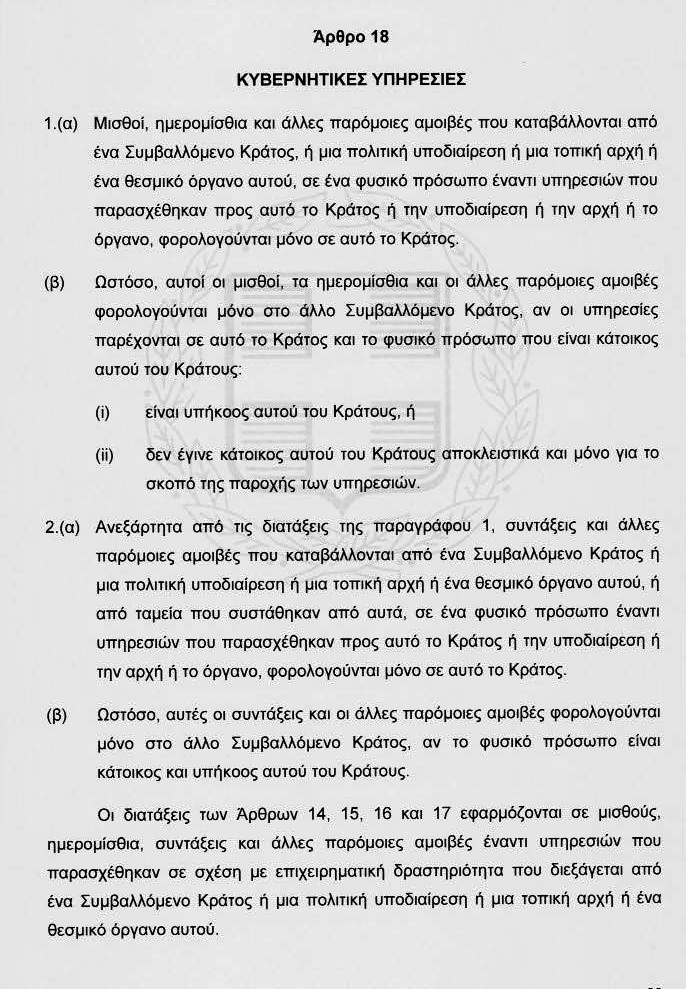 Άρθρο 18
ΚΥΒΕΡΝΗΤΙΚΕΣ ΥΠΗΡΕΣΙΕΣ
1.(α) Μισθοί, ημερομίσθια και άλλες παρόμοιες αμοιβές που καταβάλλονται από
ένα Συμβαλλόμενο Κράτος, ή μια πολιτική υποδιαίρεση ή μια τοπική αρχή ή
ένα θεσμικό όργανο αυτού, σε ένα φυσικό πρόσωπο έναντι υπηρεσιών που
παρασχέθηκαν προς αυτό το Κράτος ή την υποδιαίρεση ή την αρχή ή το
όργανο, φορολογούνται μόνο σε αυτό το Κράτος.
(β) Ωστόσο, αυτοί οι μισθοί, τα ημερομίσθια και οι άλλες παρόμοιες αμοιβές
φορολογούνται μόνο στο άλλο Συμβαλλόμενο Κράτος, αν οι υπηρεσίες
παρέχονται σε αυτό το Κράτος και το φυσικό πρόσωπο που είναι κάτοικος
αυτού του Κράτους:
(i) είναι υπήκοος αυτού του Κράτους, ή
(ii) δεν έγινε κάτοικος αυτού του Κράτους αποκλειστικά και μόνο για το
σκοπό της παροχής των υπηρεσιών.
2.(α) Ανεξάρτητα από τις διατάξεις της παραγράφου 1, συντάξεις και άλλες
παρόμοιες αμοιβές που καταβάλλονται από ένα Συμβαλλόμενο Κράτος ή
μια πολιτική υποδιαίρεση ή μια τοπική αρχή ή ένα θεσμικό όργανο αυτού, ή
από ταμεία που συστάθηκαν από αυτά, σε ένα φυσικό πρόσωπο έναντι
υπηρεσιών που παρασχέθηκαν προς αυτό το Κράτος ή την υποδιαίρεση ή
την αρχή ή το όργανο, φορολογούνται μόνο σε αυτό το Κράτος.
(β) Ωστόσο, αυτές οι συντάξεις και οι άλλες παρόμοιες αμοιβές φορολογούνται
μόνο στο άλλο Συμβαλλόμενο Κράτος, αν το φυσικό πρόσωπο είναι
κάτοικος και υπήκοος αυτού του Κράτους.
Οι διατάξεις των Άρθρων 14, 15, 16 και 17 εφαρμόζονται σε μισθούς,
ημερομίσθια, συντάξεις και άλλες παρόμοιες αμοιβές έναντι υπηρεσιών που
παρασχέθηκαν σε σχέση με επιχειρηματική δραστηριότητα που διεξάγεται από
ένα Συμβαλλόμενο Κράτος ή μια πολιτική υποδιαίρεση ή μια τοπική αρχή ή ένα
θεσμικό όργανο αυτού.